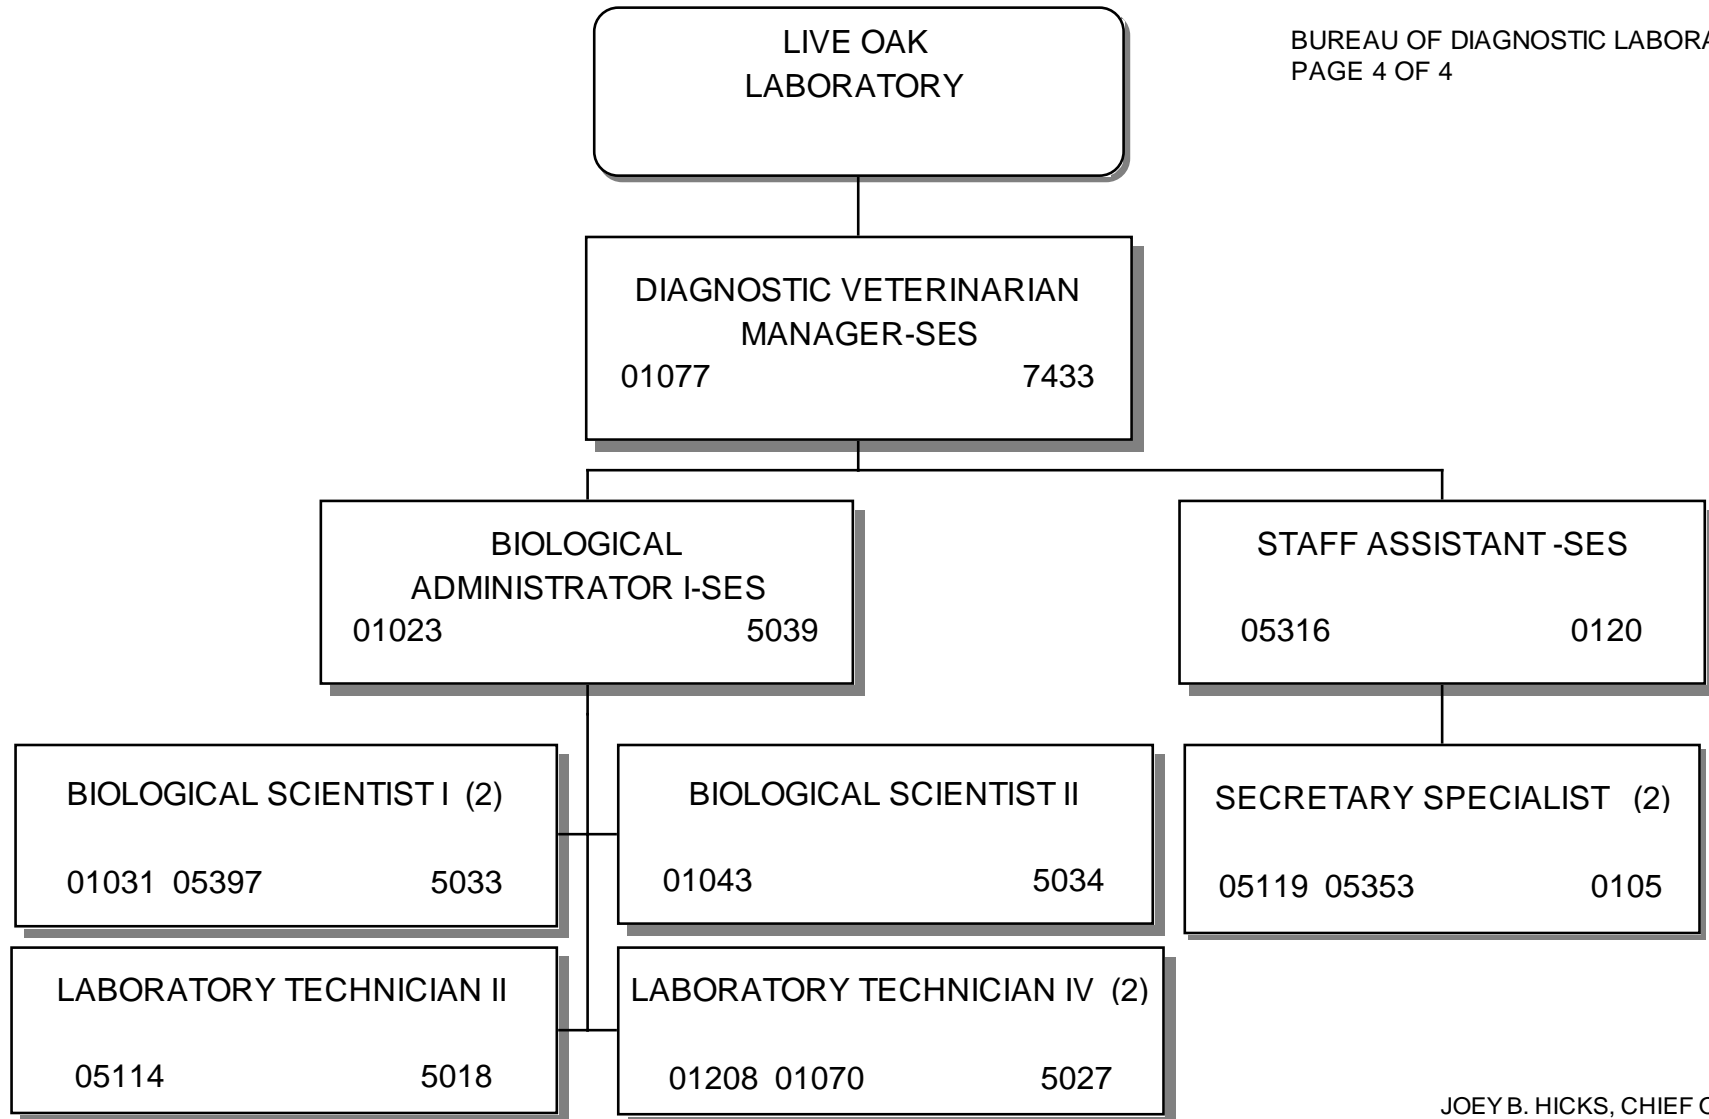 LIVE OAK
LABORATORY
BUREAU OF DIAGNOSTIC
PAGE 4 OF 4
DIAGNOSTIC VETERINARIAN
MANAGER-SES
01077 7433
BIOLOGICAL
ADMINISTRATOR I-SES
01023 5039
STAFF ASSISTANT -SES
05316 0120
BIOLOGICAL SCIENTIST I (2)
01031 05397 5033
BIOLOGICAL SCIENTIST II
01043 5034
SECRETARY SPECIALIST (2)
05119 05353 0105
LABORATORY TECHNICIAN II
05114 5018
LABORATORY TECHNICIAN IV (2)
01208 01070 5027
JOEY B. HICKS, CHIEF